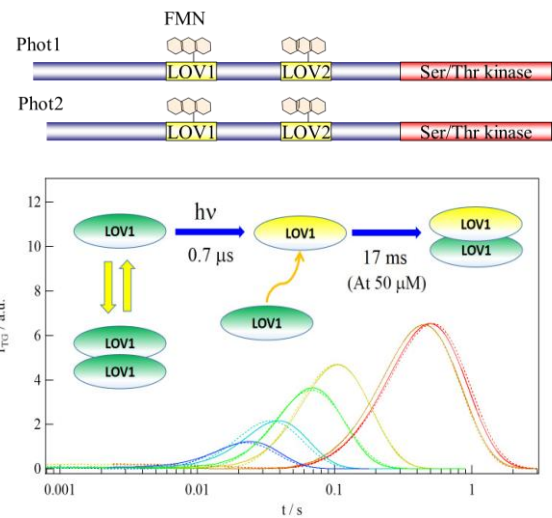 FMN
Phot1
LOV1 LOV2 Ser/Thr kinase
Phot2
LOV1 LOV2 Ser/Thr kinase
12
10
8
6
4
2
0
I_TG / a.u.
0.001 0.01 0.1 1
t / s
LOV1
hν
0.7 μs
LOV1
17 ms
(At 50 μM)
LOV1
LOV1
LOV1
LOV1
LOV1